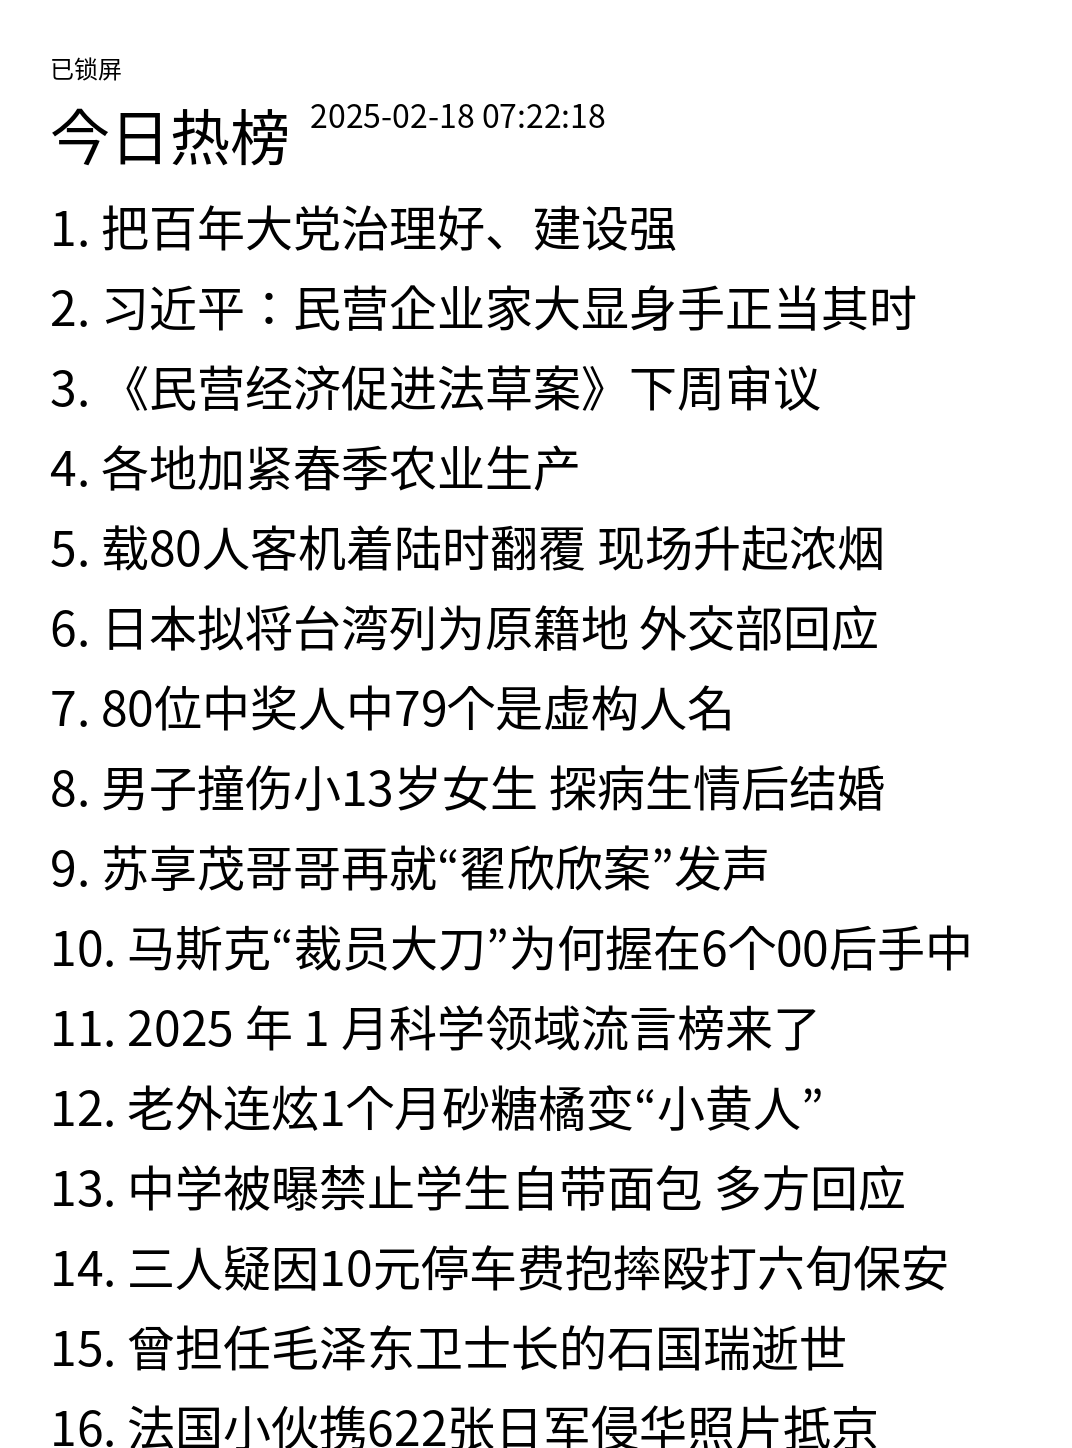 已锁屏
今日热榜 2025-02-18 07:22:18
1. 把百年大党治理好、建设强
2. 习近平：民营企业家大显身手正当其时
3. 《民营经济促进法草案》下周审议
4. 各地加紧春季农业生产
5. 载80人客机着陆时翻覆 现场升起浓烟
6. 日本拟将台湾列为原籍地 外交部回应
7. 80位中奖人中79个是虚构人名
8. 男子撞伤小13岁女生 探病生情后结婚
9. 苏享茂哥哥再就“翟欣欣案”发声
10. 马斯克“裁员大刀”为何握在6个00后手中
11. 2025 年 1 月科学领域流言榜来了
12. 老外连炫1个月砂糖橘变“小黄人”
13. 中学被曝禁止学生自带面包 多方回应
14. 三人疑因10元停车费抱摔殴打六旬保安
15. 曾担任毛泽东卫士长的石国瑞逝世
16. 法国小伙携622张日军侵华照片抵京